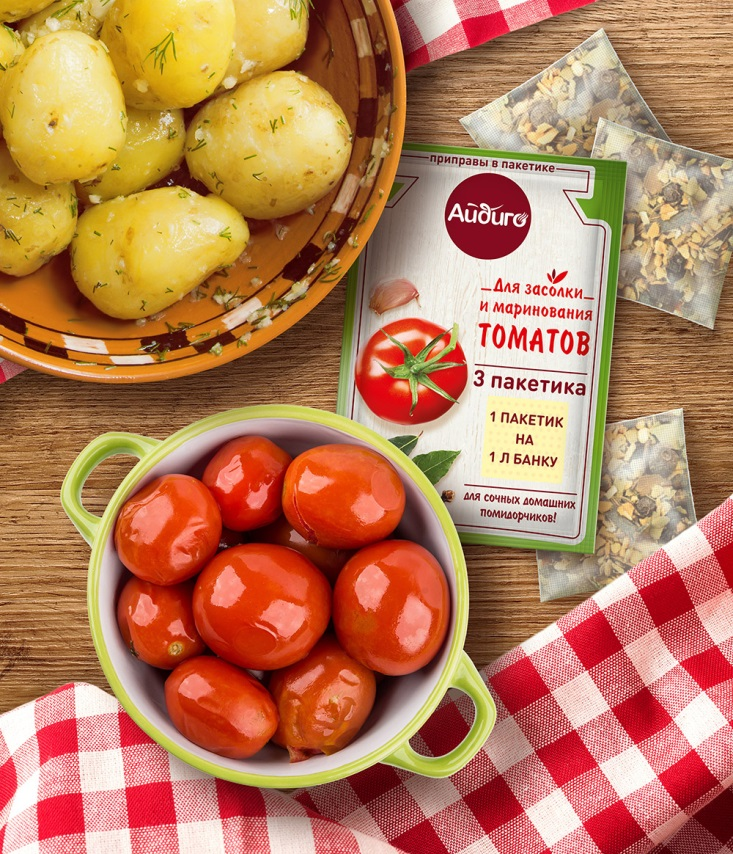 приправы в пакетике
Айдиго
Для засолки
и маринования
ТОМАТОВ
3 пакетика
1 ПАКЕТИК
НА
1 Л БАНКУ
для сочных домашних
помидорчиков!